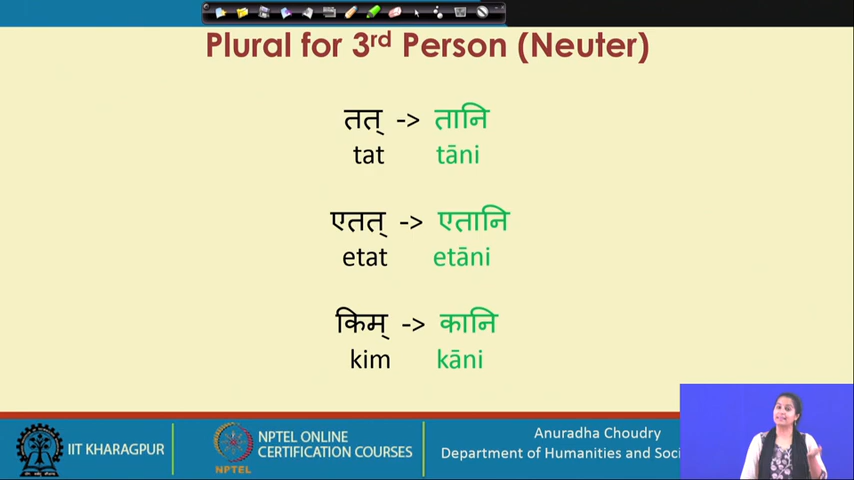 Plural for 3rd Person (Neuter)
तत् -> तानि
tat tāni
एतत् -> एतानि
etat etāni
किम् -> कानि
kim kāni
IIT KHARAGPUR
NPTEL
NPTEL ONLINE
CERTIFICATION COURSES
Anuradha Choudry
Department of Humanities and Soci